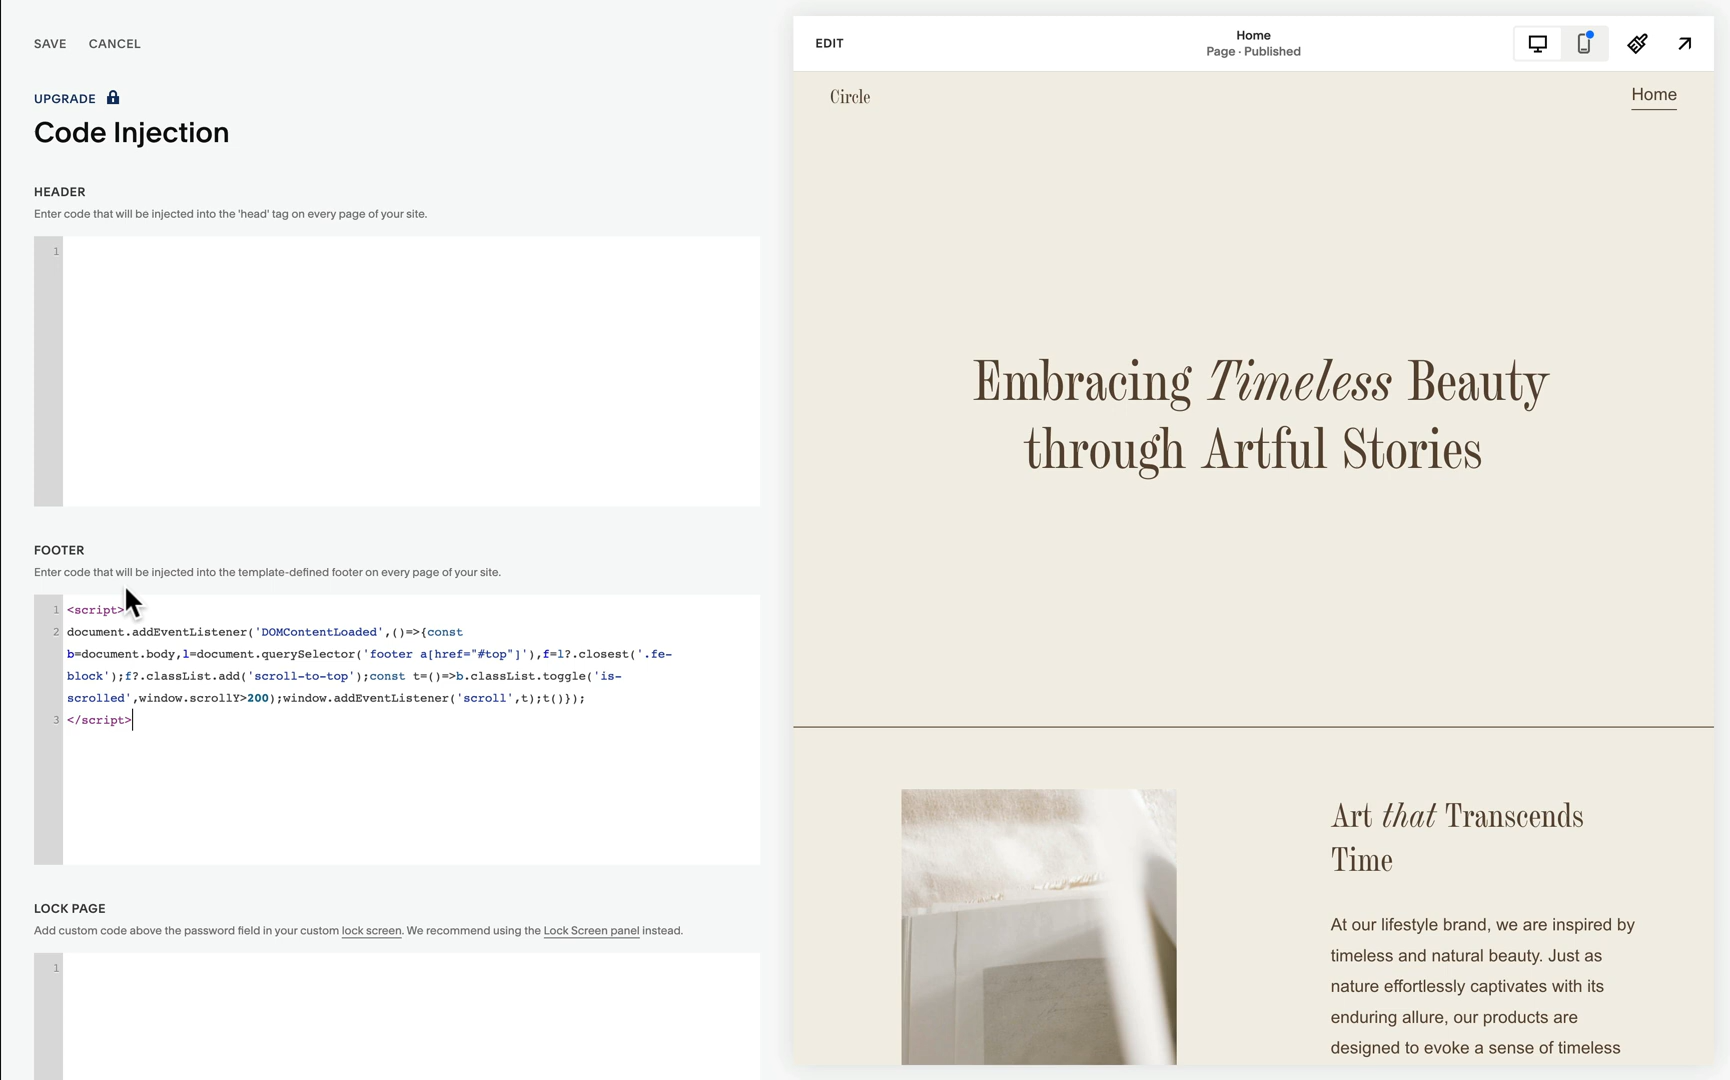 SAVE CANCEL
UPGRADE
Code Injection
HEADER
Enter code that will be injected into the 'head' tag on every page of your site.
1
FOOTER
Enter code that will be injected into the template-defined footer on every page of your site.
1 <script>
2 document.addEventListener('DOMContentLoaded',()=>{const
b=document.body,l=document.querySelector('footer a[href="#top"]'),f=l?.closest('.fe-
block');f?.classList.add('scroll-to-top');const t=()=>b.classList.toggle('is-
scrolled',window.scrollY>200);window.addEventListener('scroll',t);t()});
3 </script>
LOCK PAGE
Add custom code above the password field in your custom lock screen. We recommend using the Lock Screen panel instead.
1
EDIT
Home
Page · Published
Circle
Home
Embracing Timeless Beauty
through Artful Stories
Art that Transcends
Time
At our lifestyle brand, we are inspired by
timeless and natural beauty. Just as
nature effortlessly captivates with its
enduring allure, our products are
designed to evoke a sense of timeless